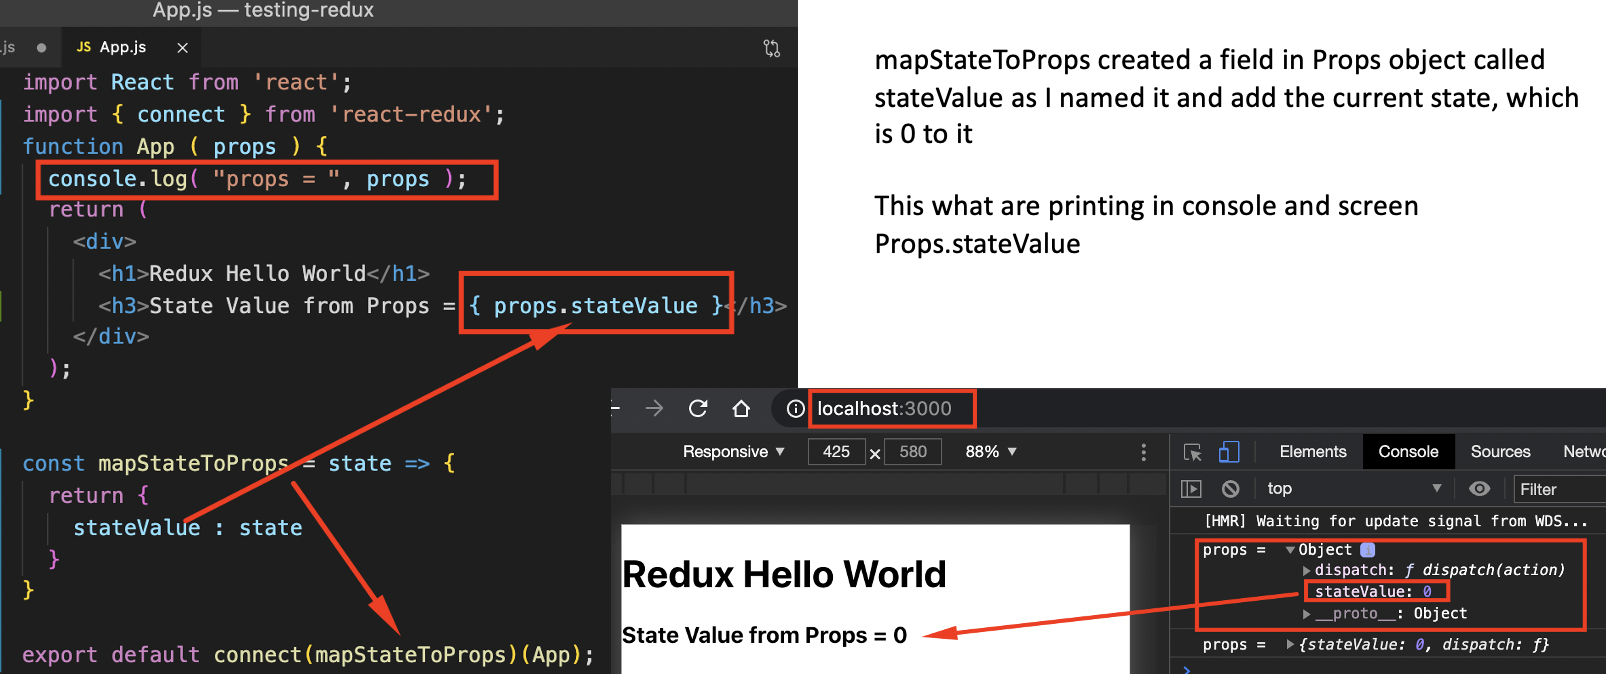 App.js — testing-redux
.js
JS App.js
import React from 'react';
import { connect } from 'react-redux';
function App ( props ) {
console.log( "props = ", props );
return (
<div>
<h1>Redux Hello World</h1>
<h3>State Value from Props = { props.stateValue }</h3>
</div>
);
}
const mapStateToProps = state => {
return {
stateValue : state
}
}
export default connect(mapStateToProps)(App);
mapStateToProps created a field in Props object called
stateValue as I named it and add the current state, which
is 0 to it
This what are printing in console and screen
Props.stateValue
localhost:3000
Responsive ▼ 425 × 580 88% ▼
Elements Console Sources Netwo
top ▼ Filter
Redux Hello World
State Value from Props = 0
[HMR] Waiting for update signal from WDS...
props = ▼Object i
▶dispatch: ƒ dispatch(action)
stateValue: 0
▶__proto__: Object
props = ▶{stateValue: 0, dispatch: ƒ}